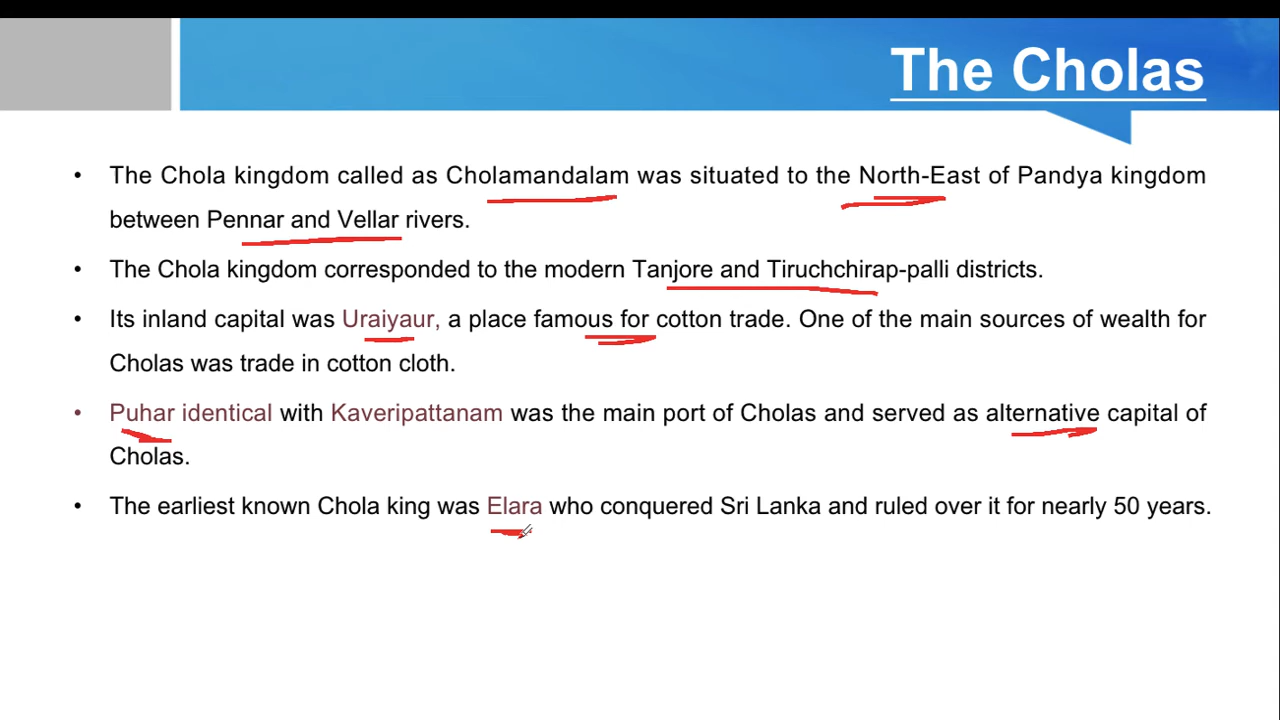 The Cholas
• The Chola kingdom called as Cholamandalam was situated to the North-East of Pandya kingdom
between Pennar and Vellar rivers.
• The Chola kingdom corresponded to the modern Tanjore and Tiruchchirap-palli districts.
• Its inland capital was Uraiyaur, a place famous for cotton trade. One of the main sources of wealth for
Cholas was trade in cotton cloth.
• Puhar identical with Kaveripattanam was the main port of Cholas and served as alternative capital of
Cholas.
• The earliest known Chola king was Elara who conquered Sri Lanka and ruled over it for nearly 50 years.